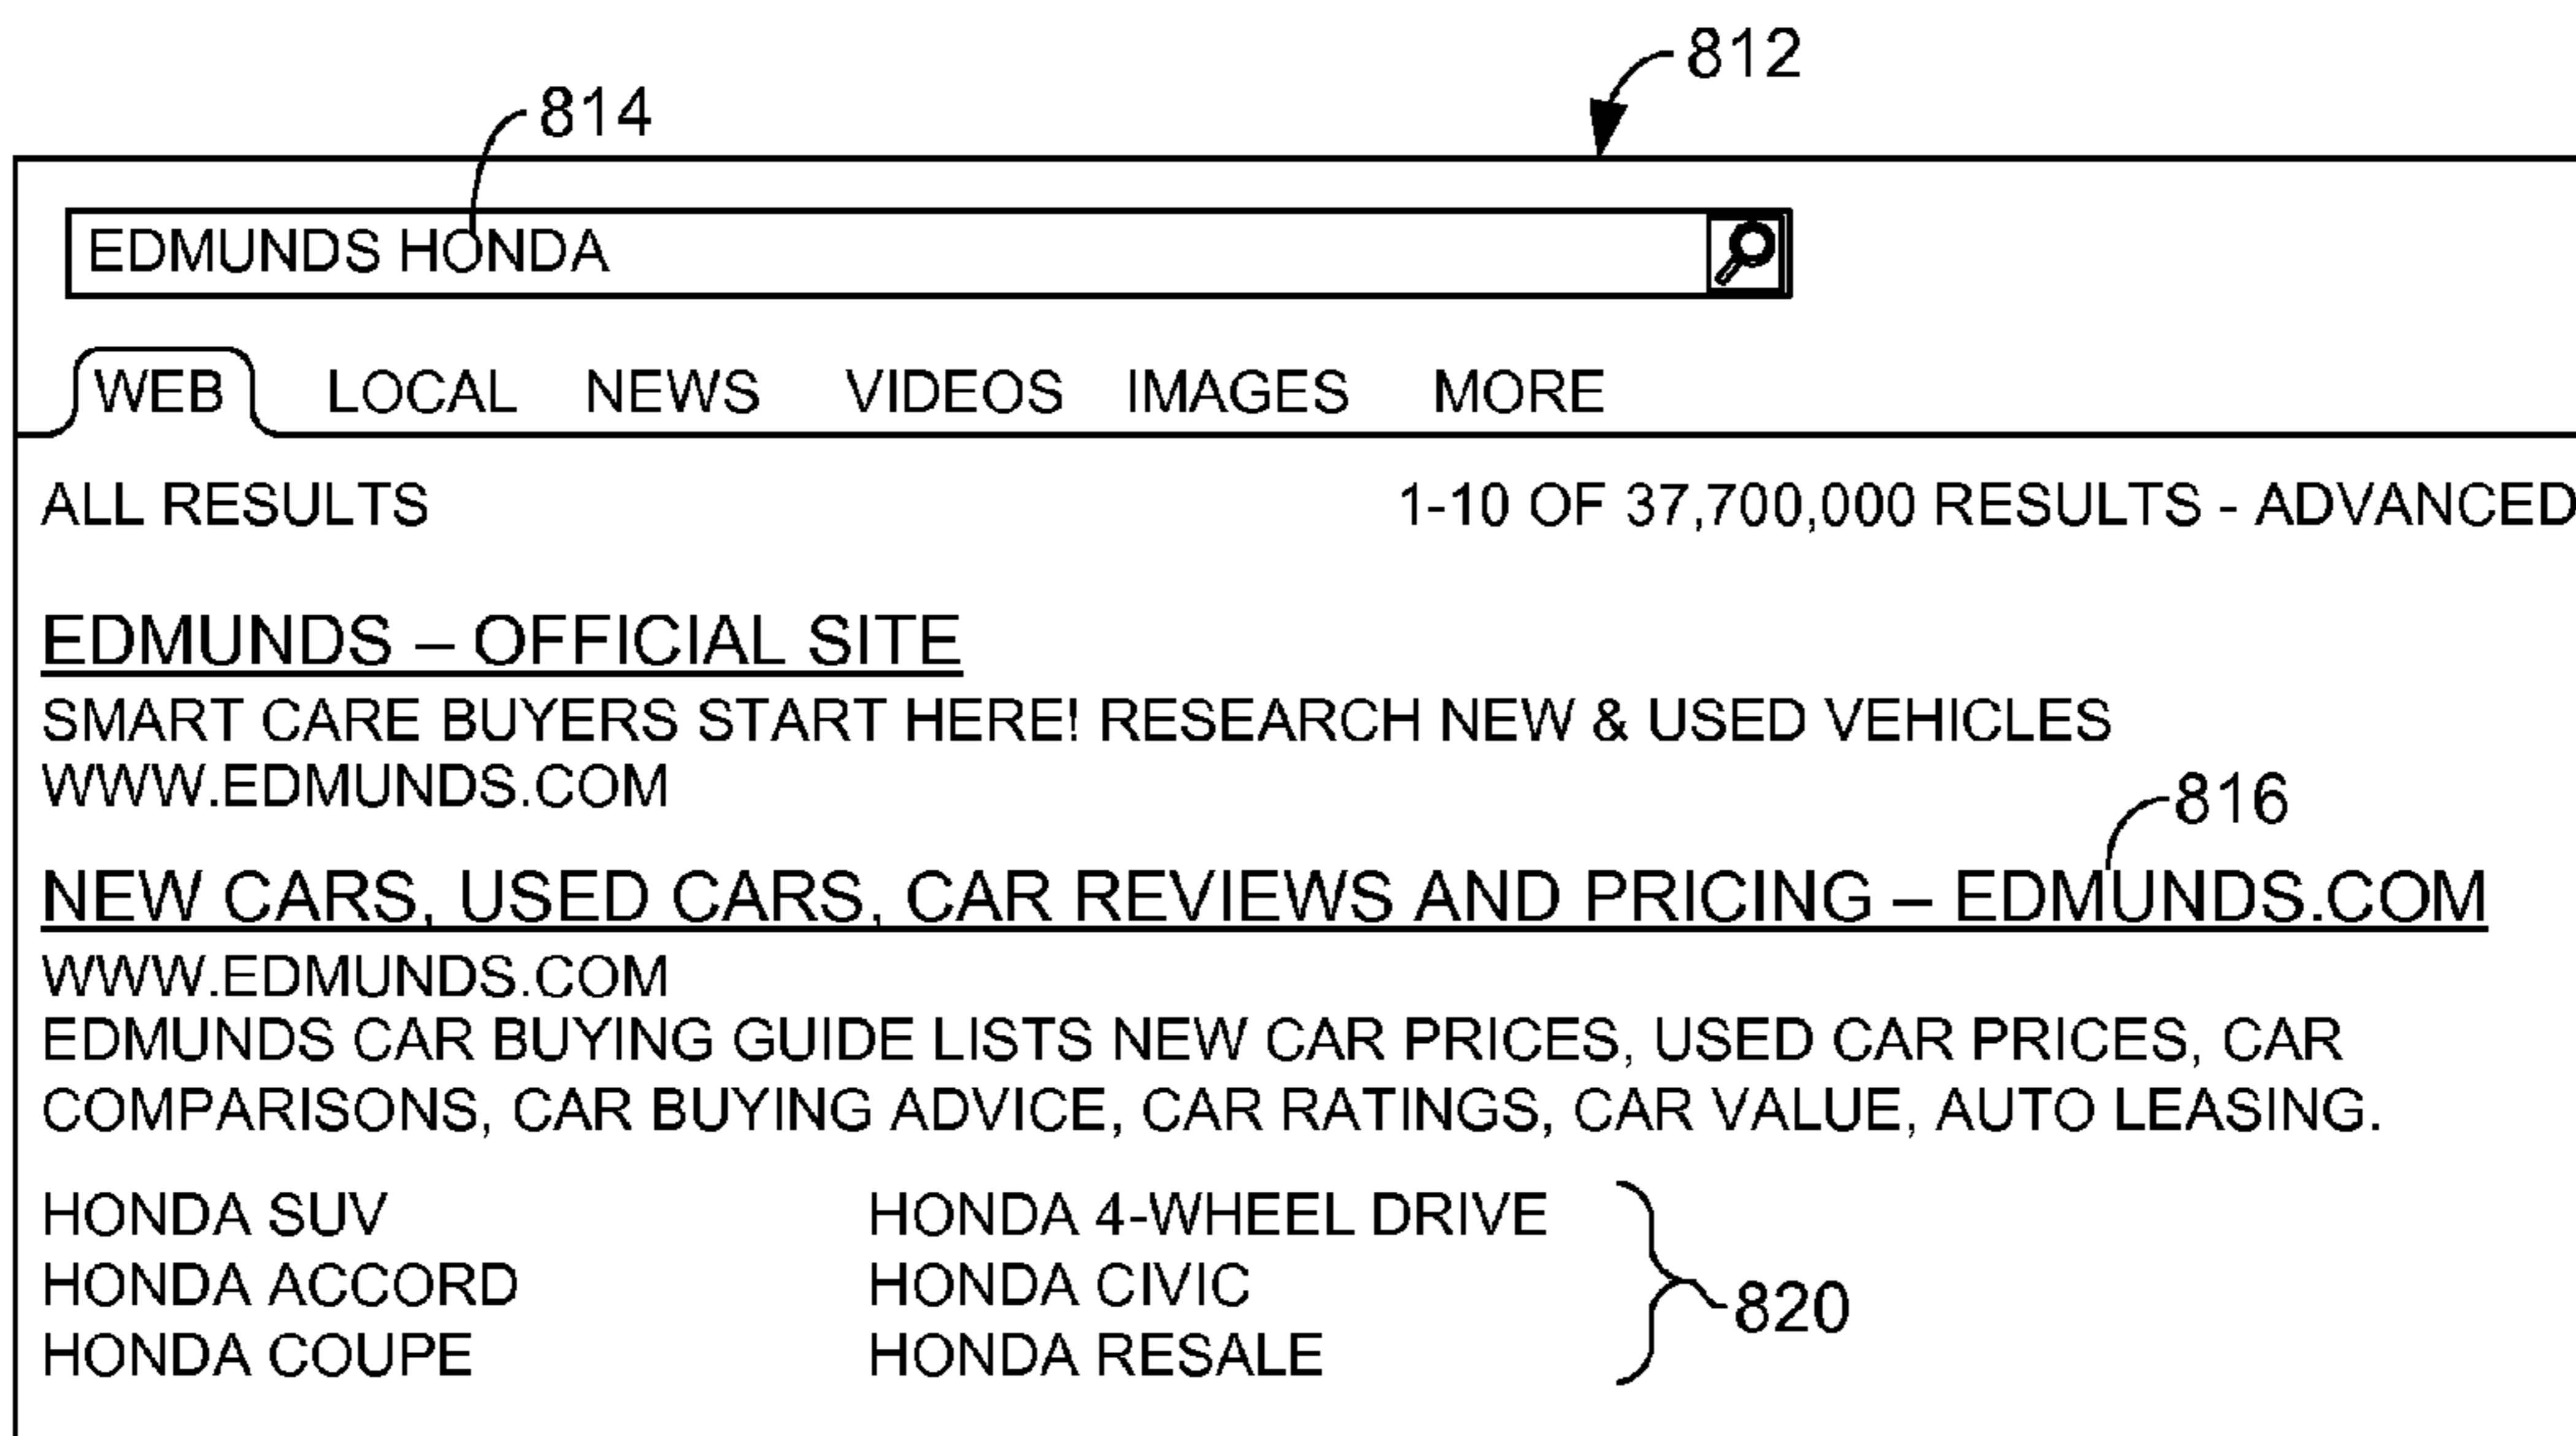 812
814
EDMUNDS HONDA
WEB LOCAL NEWS VIDEOS IMAGES MORE
ALL RESULTS 1-10 OF 37,700,000 RESULTS - ADVANCED
EDMUNDS – OFFICIAL SITE
SMART CARE BUYERS START HERE! RESEARCH NEW & USED VEHICLES
WWW.EDMUNDS.COM
816
NEW CARS, USED CARS, CAR REVIEWS AND PRICING – EDMUNDS.COM
WWW.EDMUNDS.COM
EDMUNDS CAR BUYING GUIDE LISTS NEW CAR PRICES, USED CAR PRICES, CAR
COMPARISONS, CAR BUYING ADVICE, CAR RATINGS, CAR VALUE, AUTO LEASING.
HONDA SUV HONDA 4-WHEEL DRIVE
HONDA ACCORD HONDA CIVIC
820
HONDA COUPE HONDA RESALE